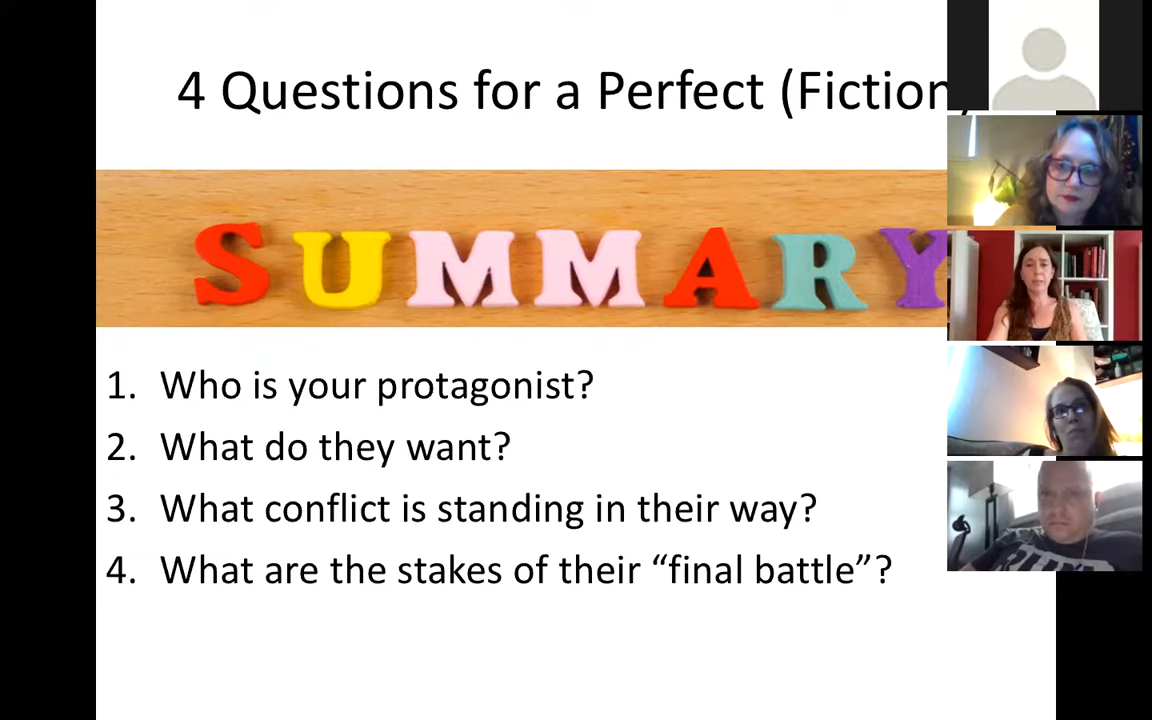 4 Questions for a Perfect (Fiction)
SUMMARY
1. Who is your protagonist?
2. What do they want?
3. What conflict is standing in their way?
4. What are the stakes of their “final battle”?